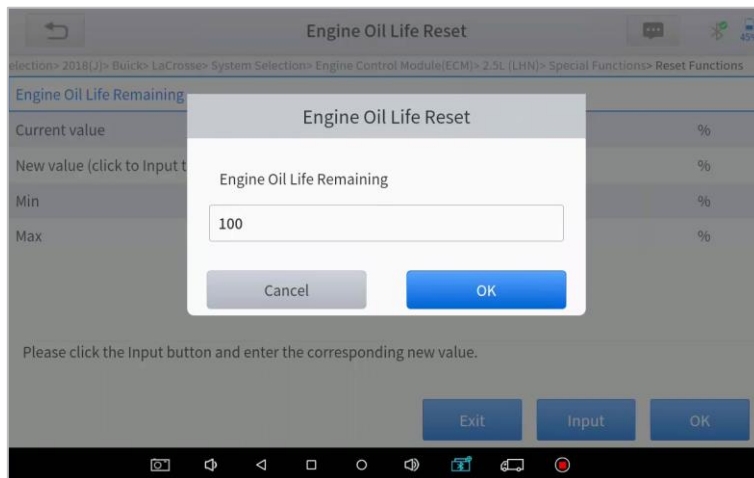 Engine Oil Life Reset
45%
election> 2018(J)> Buick> LaCrosse> System Selection> Engine Control Module(ECM)> 2.5L (LHN)> Special Functions> Reset Functions
Engine Oil Life Remaining
Current value %
New value (click to Input t %
Min %
Max %
Engine Oil Life Reset
Engine Oil Life Remaining
100
Cancel OK
Please click the Input button and enter the corresponding new value.
Exit Input OK